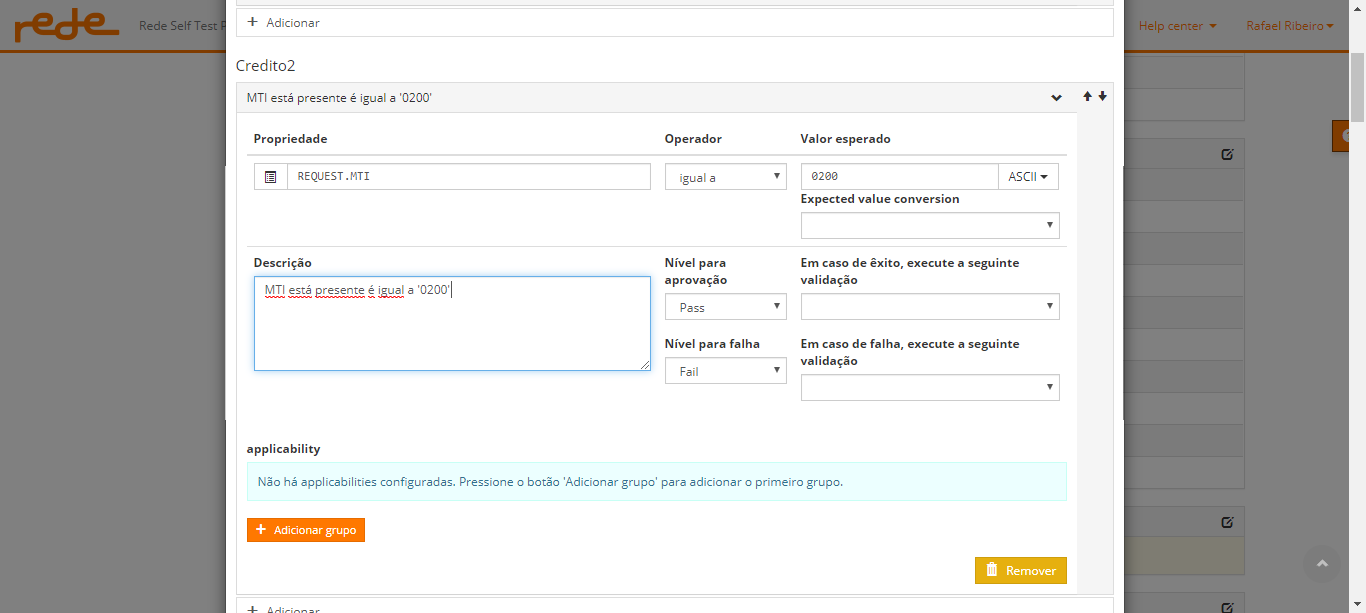 rede
Rede Self Test
Help center
Rafael Ribeiro
+ Adicionar
Credito2
MTI está presente é igual a '0200'
Propriedade
Operador
Valor esperado
REQUEST.MTI
igual a
0200
ASCII
Expected value conversion
Descrição
MTI está presente é igual a '0200'
Nível para
aprovação
Pass
Em caso de êxito, execute a seguinte
validação
Nível para falha
Fail
Em caso de falha, execute a seguinte
validação
applicability
Não há applicabilities configuradas. Pressione o botão 'Adicionar grupo' para adicionar o primeiro grupo.
+ Adicionar grupo
Remover
+ Adicionar